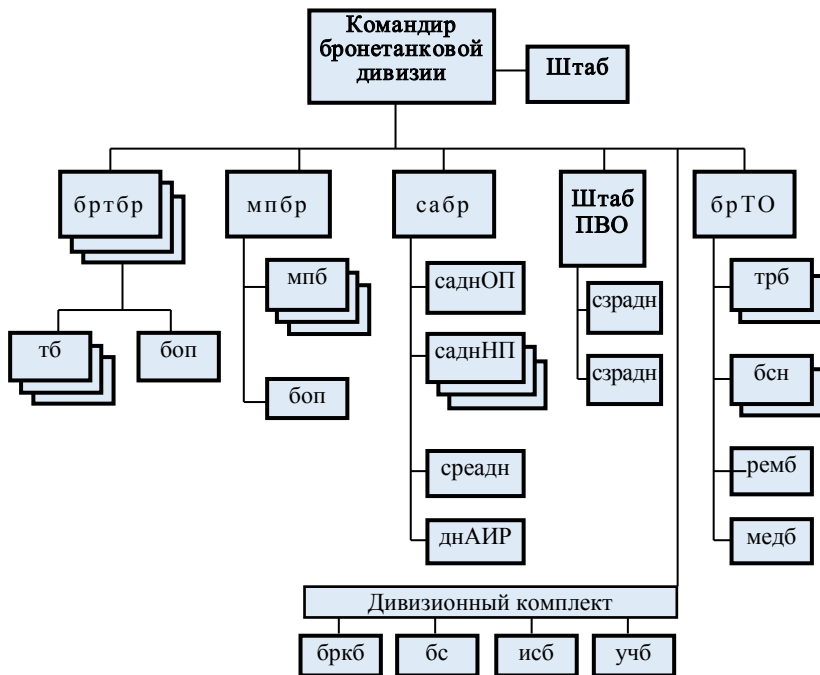 Командир
бронетанковой
дивизии
Штаб
бртбр
мпбр
сабр
Штаб
ПВО
брТО
мпб
саднОП
сзрадн
трб
тб
боп
саднНП
сзрадн
бсн
боп
среадн
ремб
днАИР
медб
Дивизионный комплект
бркб
бс
исб
учб